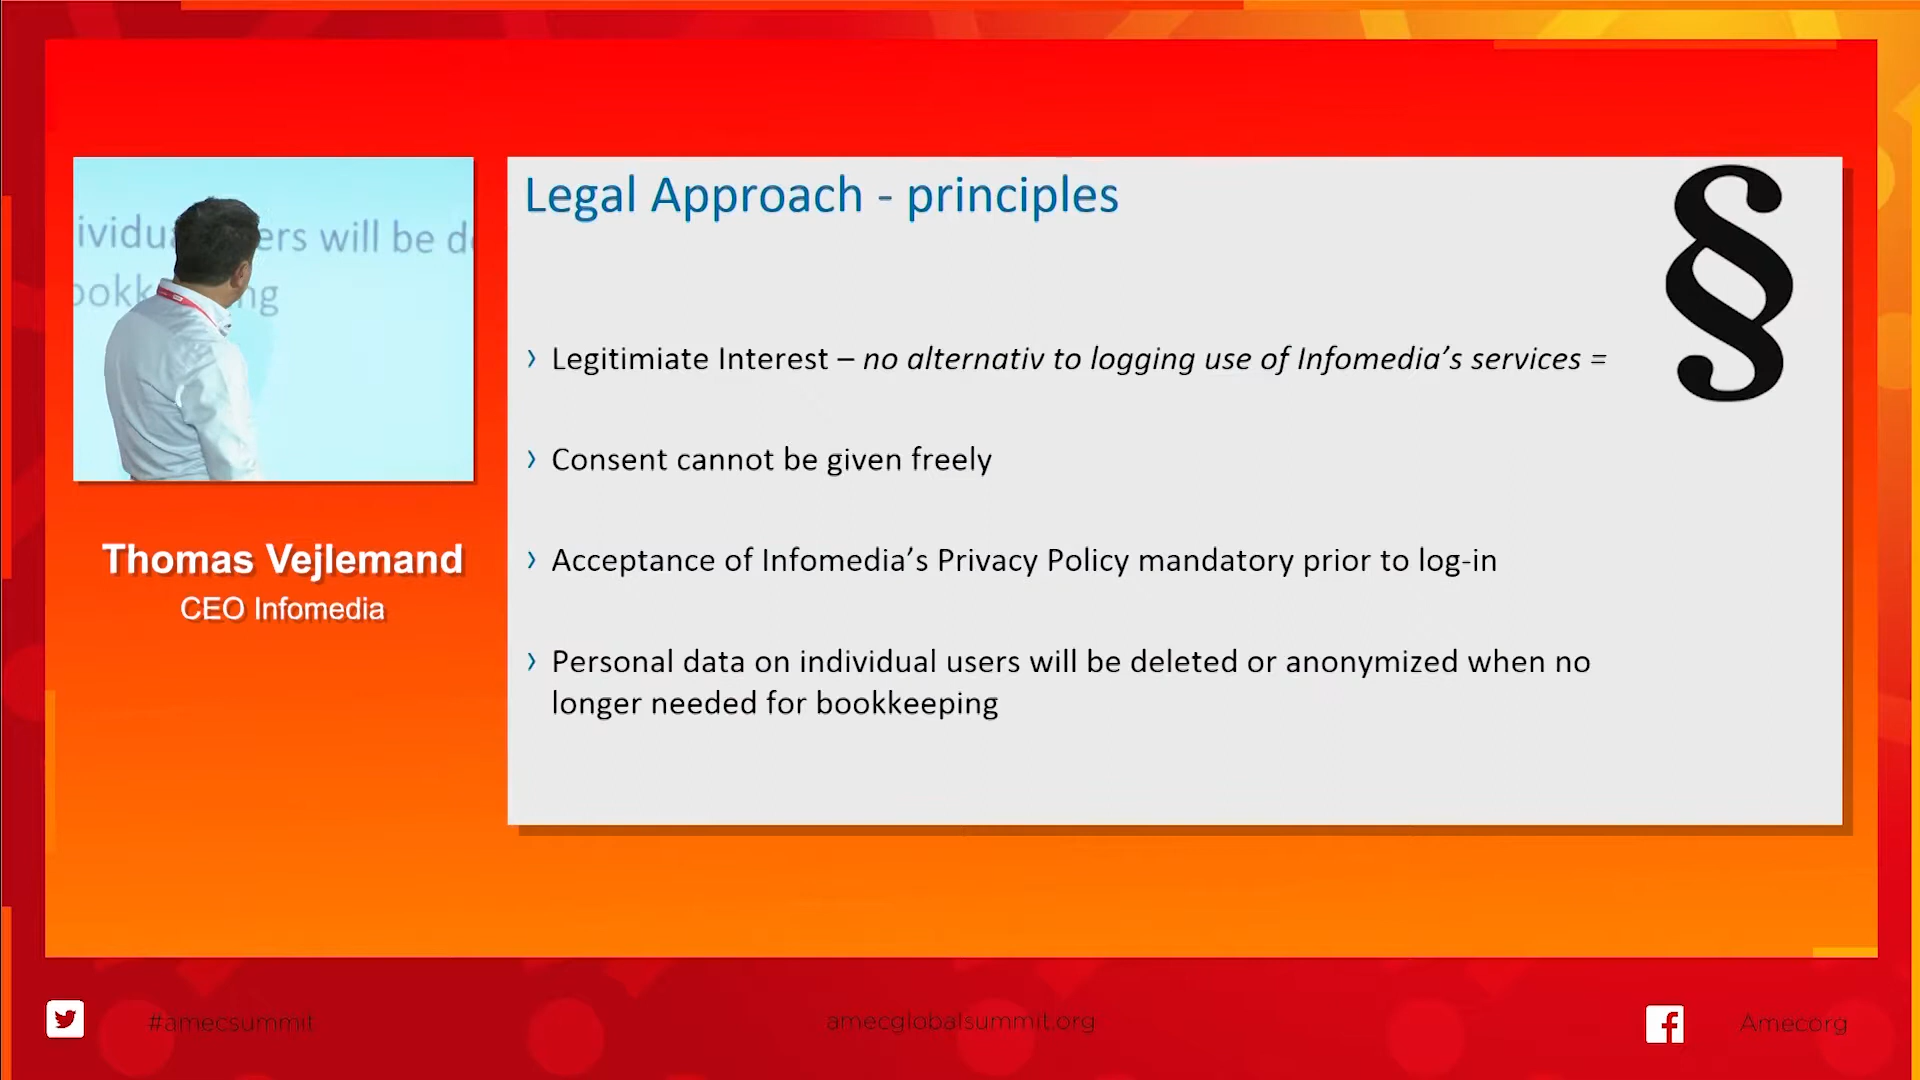 Legal Approach - principles
§
› Legitimiate Interest – no alternativ to logging use of Infomedia’s services =
› Consent cannot be given freely
› Acceptance of Infomedia’s Privacy Policy mandatory prior to log-in
› Personal data on individual users will be deleted or anonymized when no
longer needed for bookkeeping
ers will be
Thomas Vejlemand
CEO Infomedia
#amecsummit
amecglobalsummit.org
Amecorg